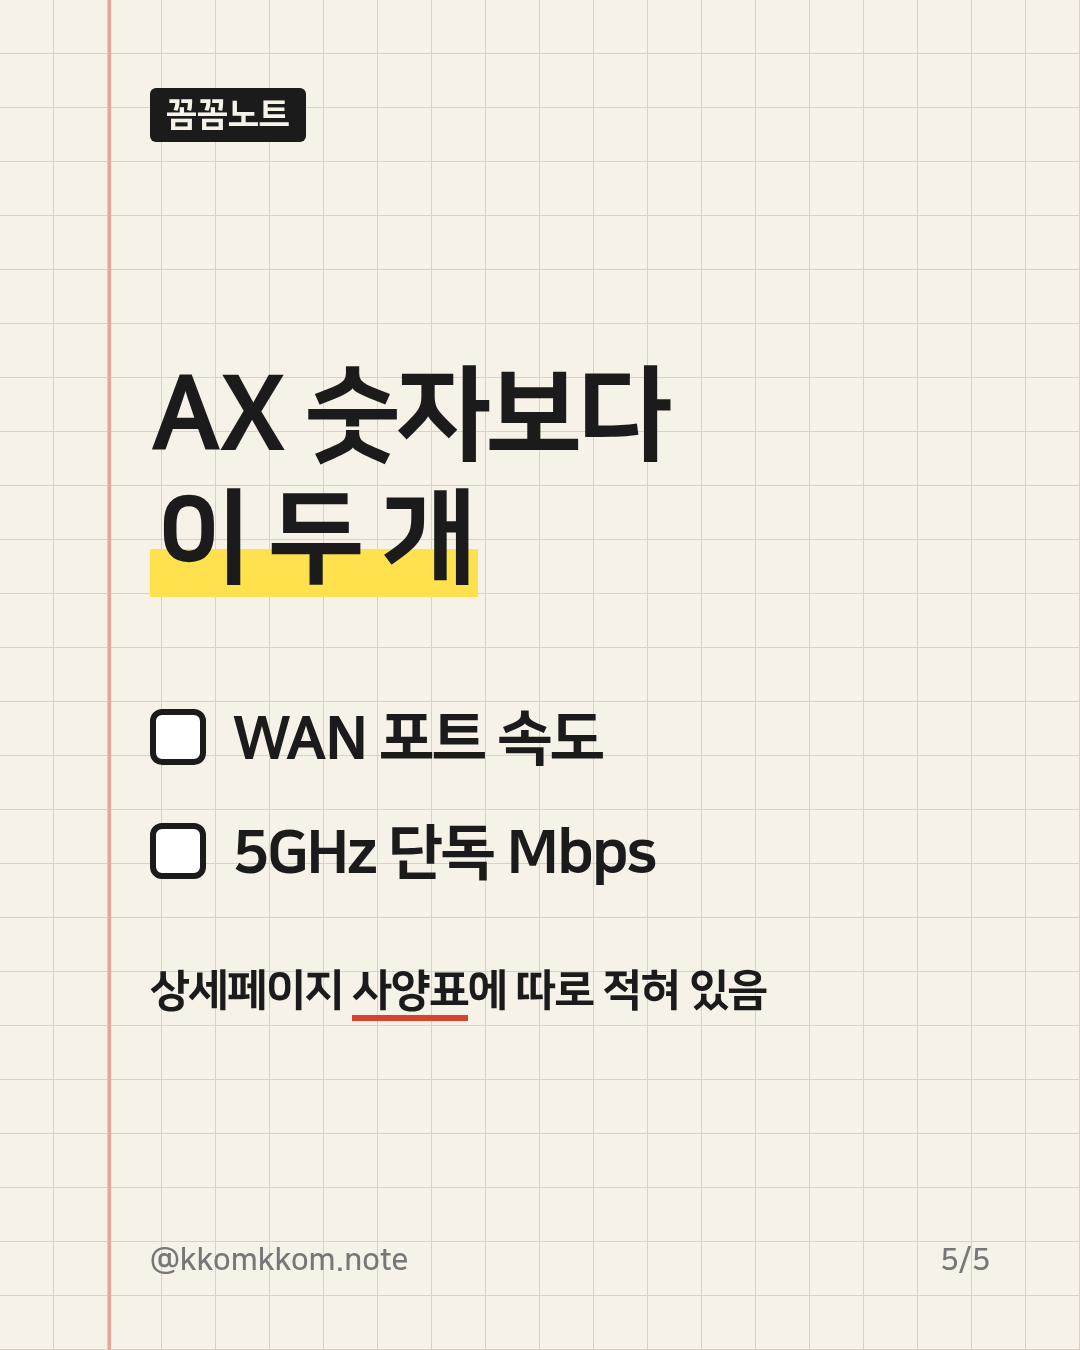 꼼꼼노트
AX 숫자보다
이 두 개
WAN 포트 속도
5GHz 단독 Mbps
상세페이지 사양표에 따로 적혀 있음
@kkomkkom.note
5/5